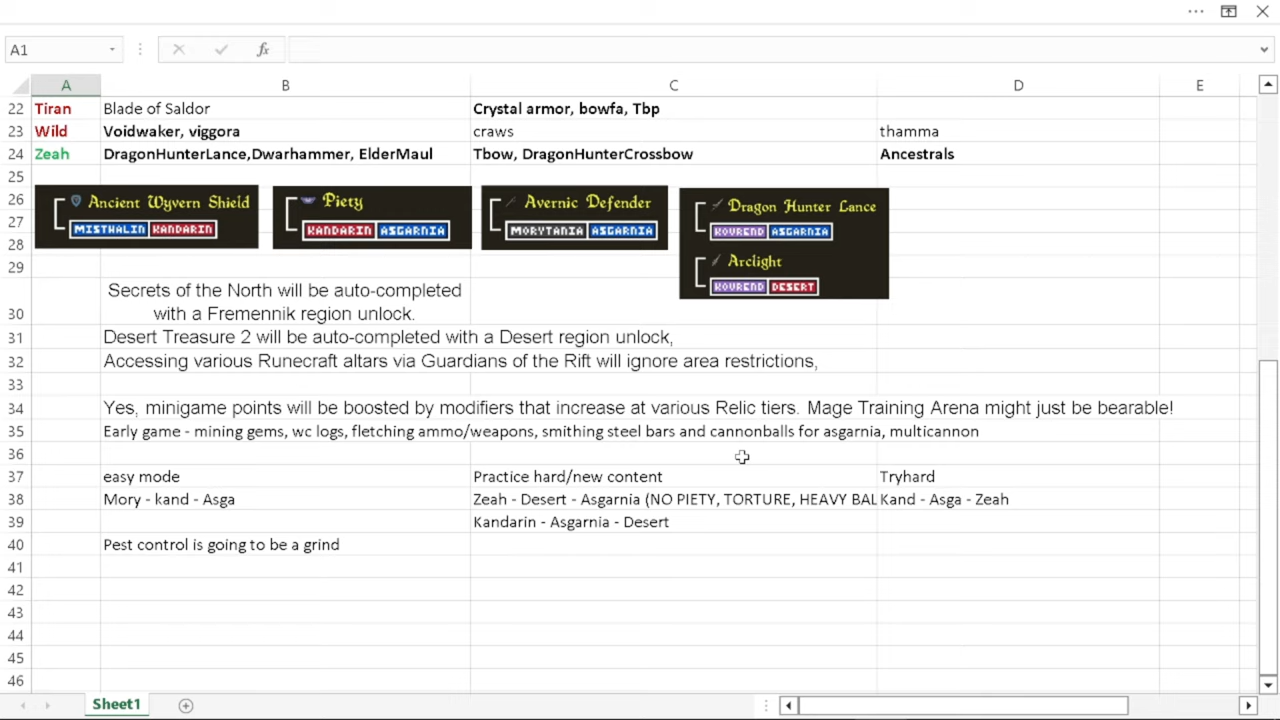 A1
fx
A B C D E
22 Tiran Blade of Saldor Crystal armor, bowfa, Tbp
23 Wild Voidwaker, viggora craws thamma
24 Zeah DragonHunterLance,Dwarhammer, ElderMaul Tbow, DragonHunterCrossbow Ancestrals
25
26 Ancient Wyvern Shield Piety Avernic Defender Dragon Hunter Lance
27 MISTHALIN KANDARIN KANDARIN ASGARNIA MORYTANIA ASGARNIA KOUREND ASGARNIA
28 Arclight
29 KOUREND DESERT
Secrets of the North will be auto-completed
30 with a Fremennik region unlock.
31 Desert Treasure 2 will be auto-completed with a Desert region unlock,
32 Accessing various Runecraft altars via Guardians of the Rift will ignore area restrictions,
33
34 Yes, minigame points will be boosted by modifiers that increase at various Relic tiers. Mage Training Arena might just be bearable!
35 Early game - mining gems, wc logs, fletching ammo/weapons, smithing steel bars and cannonballs for asgarnia, multicannon
36
37 easy mode Practice hard/new content Tryhard
38 Mory - kand - Asga Zeah - Desert - Asgarnia (NO PIETY, TORTURE, HEAVY BAL Kand - Asga - Zeah
39 Kandarin - Asgarnia - Desert
40 Pest control is going to be a grind
41
42
43
44
45
46
Sheet1